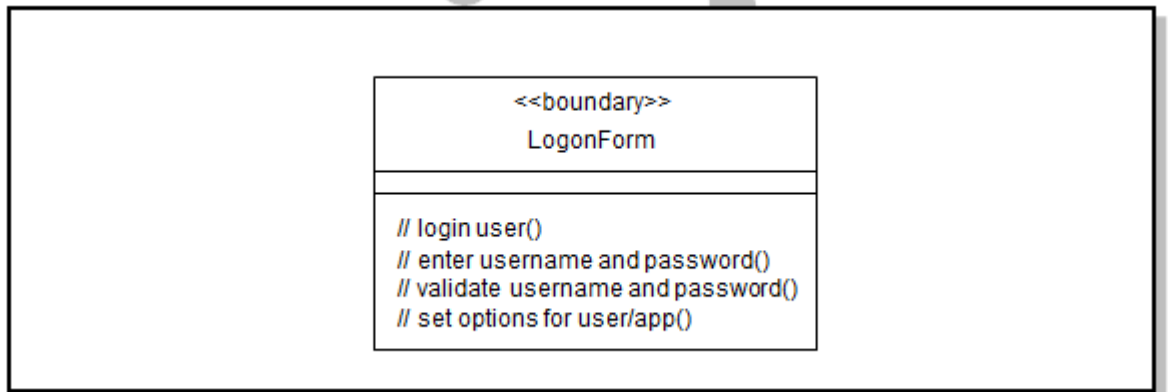 <<boundary>>
LogonForm
// login user()
// enter username and password()
// validate username and password()
// set options for user/app()